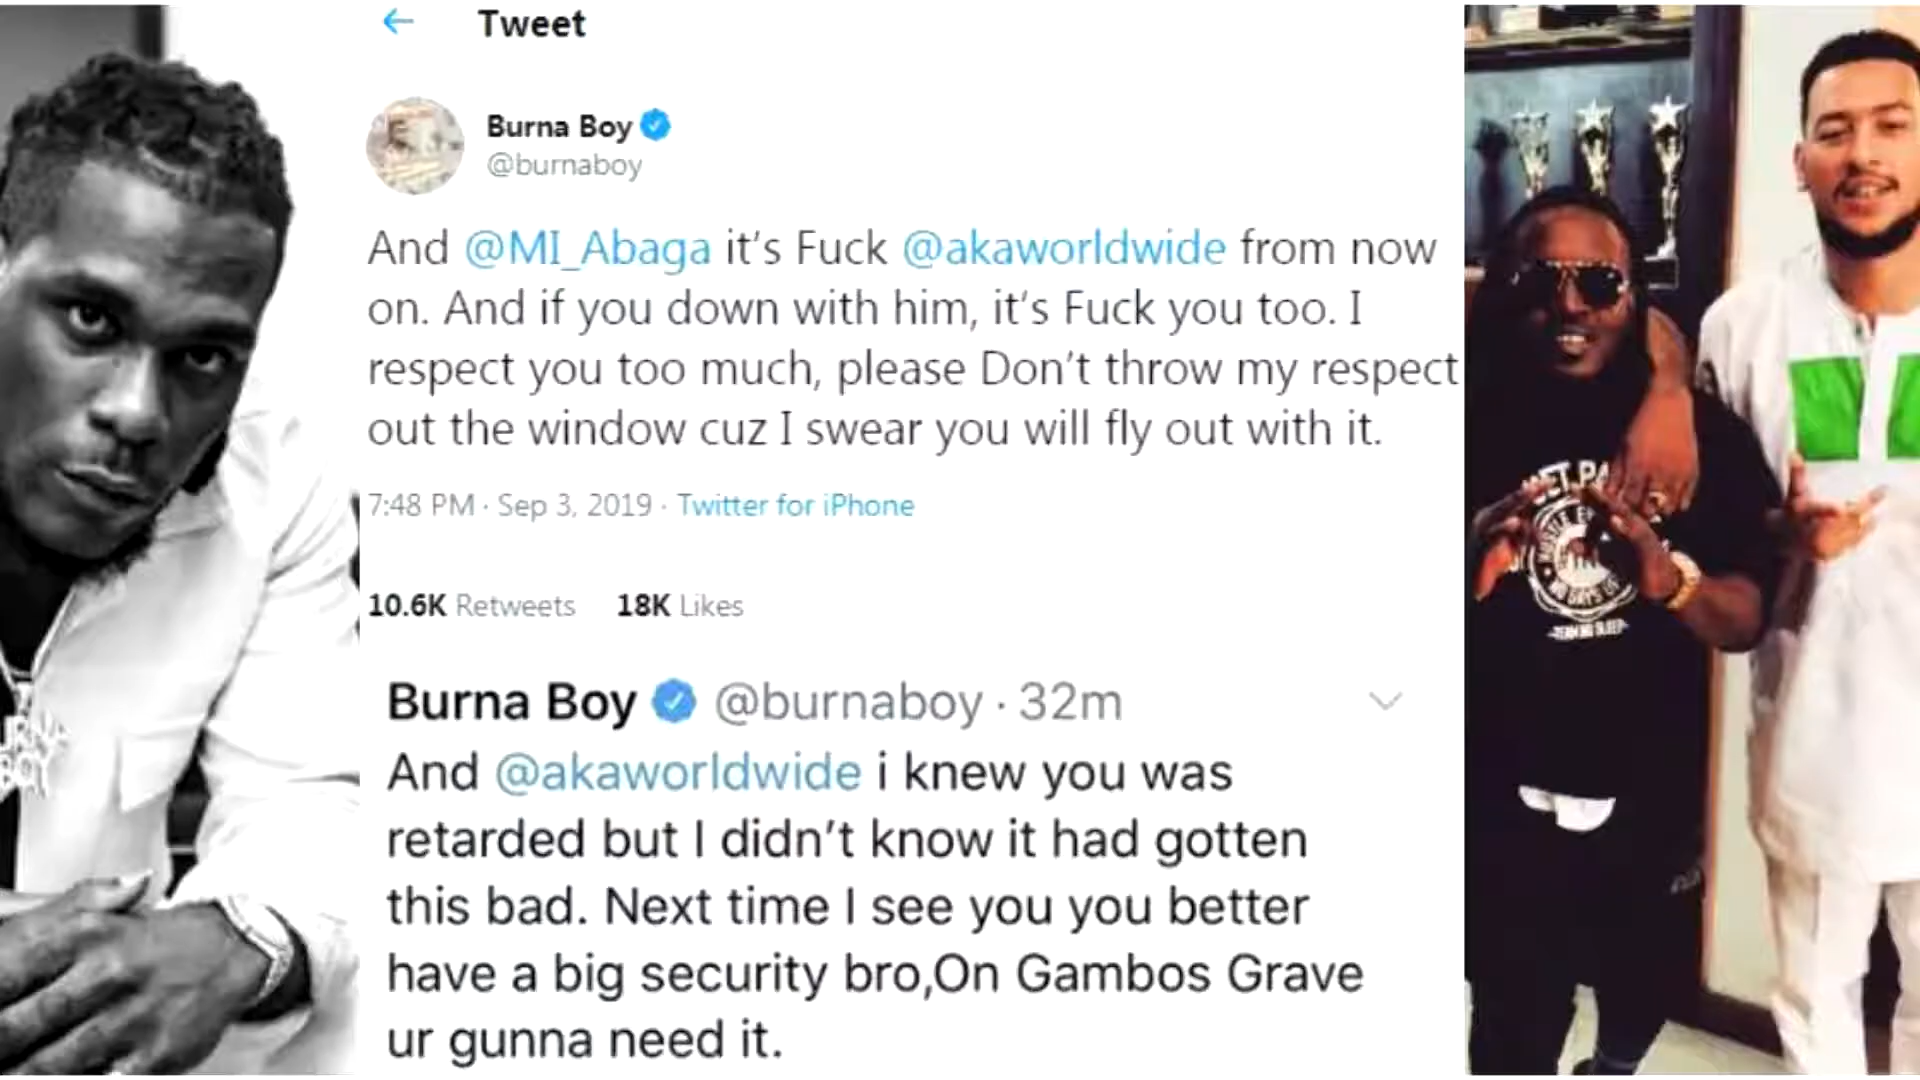 Tweet
Burna Boy
@burnaboy
And @MI_Abaga it's Fuck @akaworldwide from now
on. And if you down with him, it's Fuck you too. I
respect you too much, please Don't throw my respect
out the window cuz I swear you will fly out with it.
7:48 PM · Sep 3, 2019 · Twitter for iPhone
10.6K Retweets 18K Likes
Burna Boy @burnaboy · 32m
And @akaworldwide i knew you was
retarded but I didn't know it had gotten
this bad. Next time I see you you better
have a big security bro,On Gambos Grave
ur gunna need it.
BOY